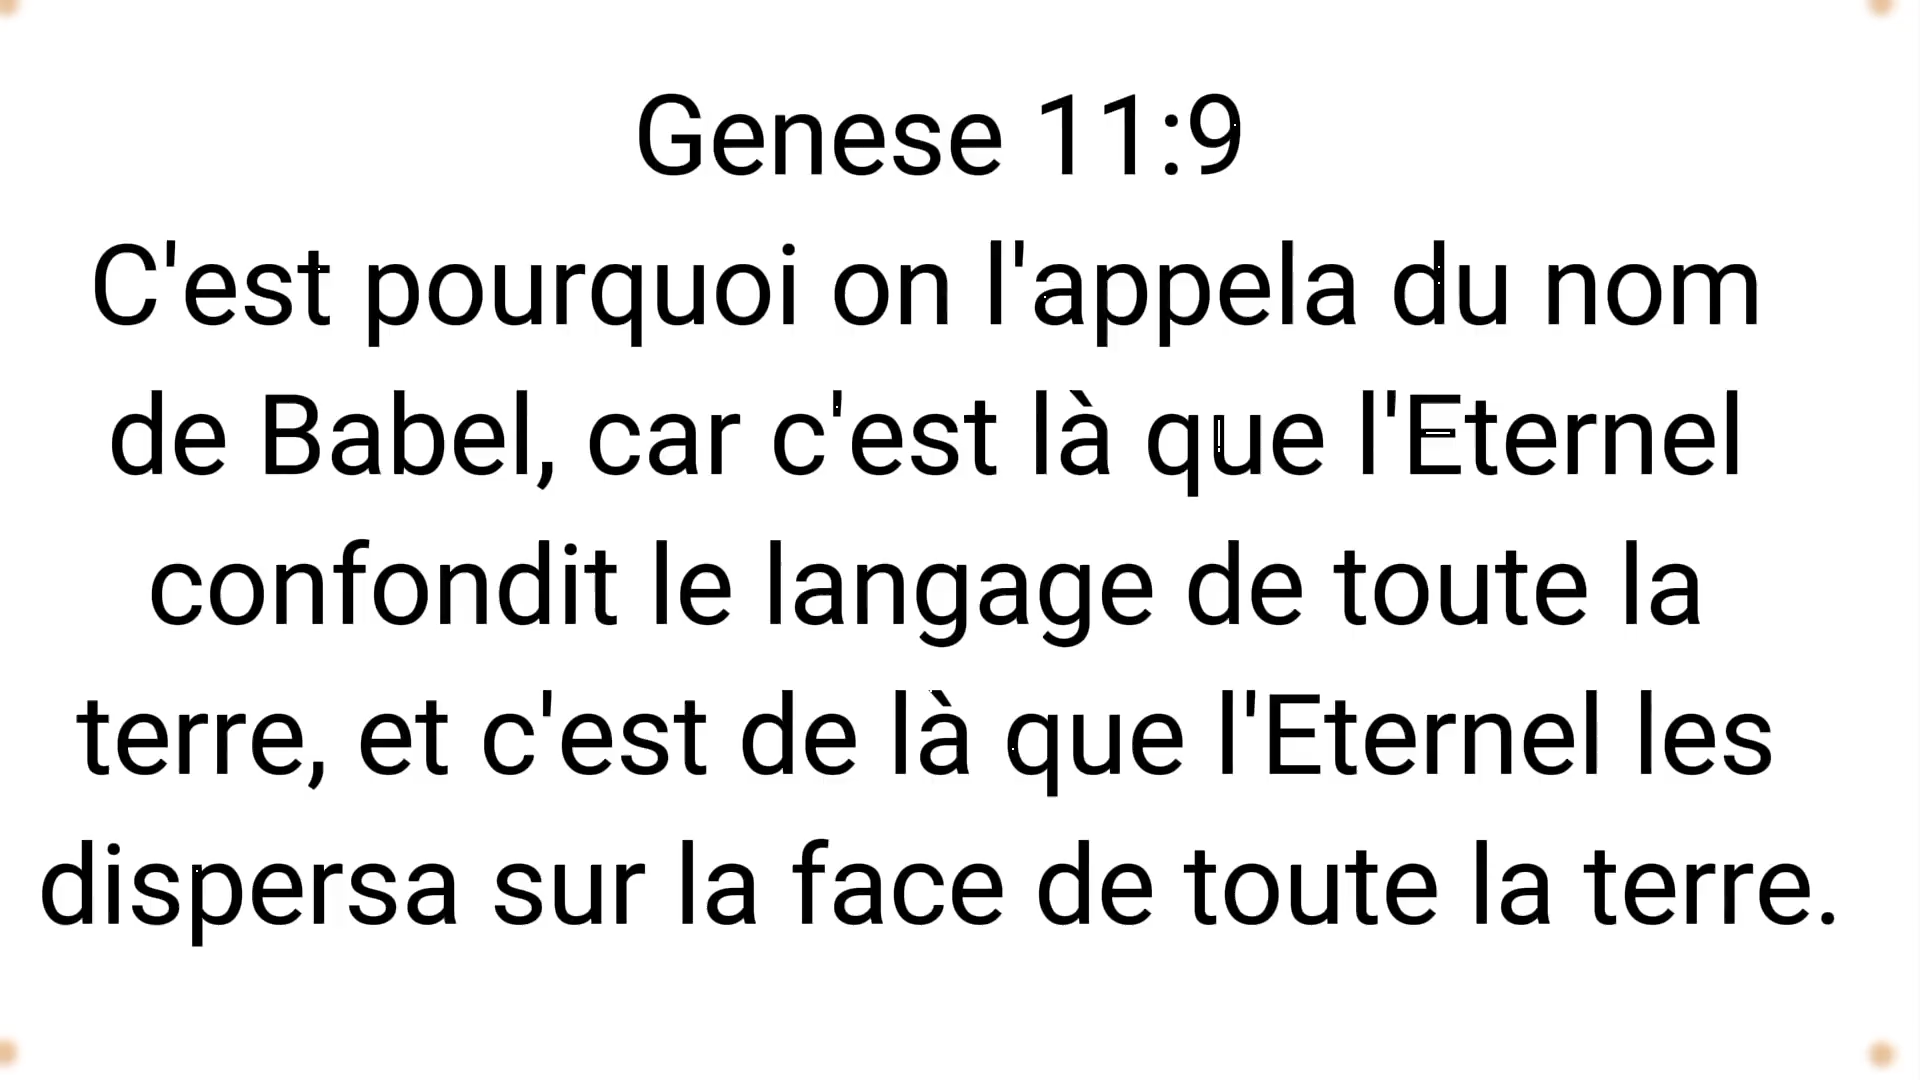 Genese 11:9
C'est pourquoi on l'appela du nom
de Babel, car c'est là que l'Eternel
confondit le langage de toute la
terre, et c'est de là que l'Eternel les
dispersa sur la face de toute la terre.